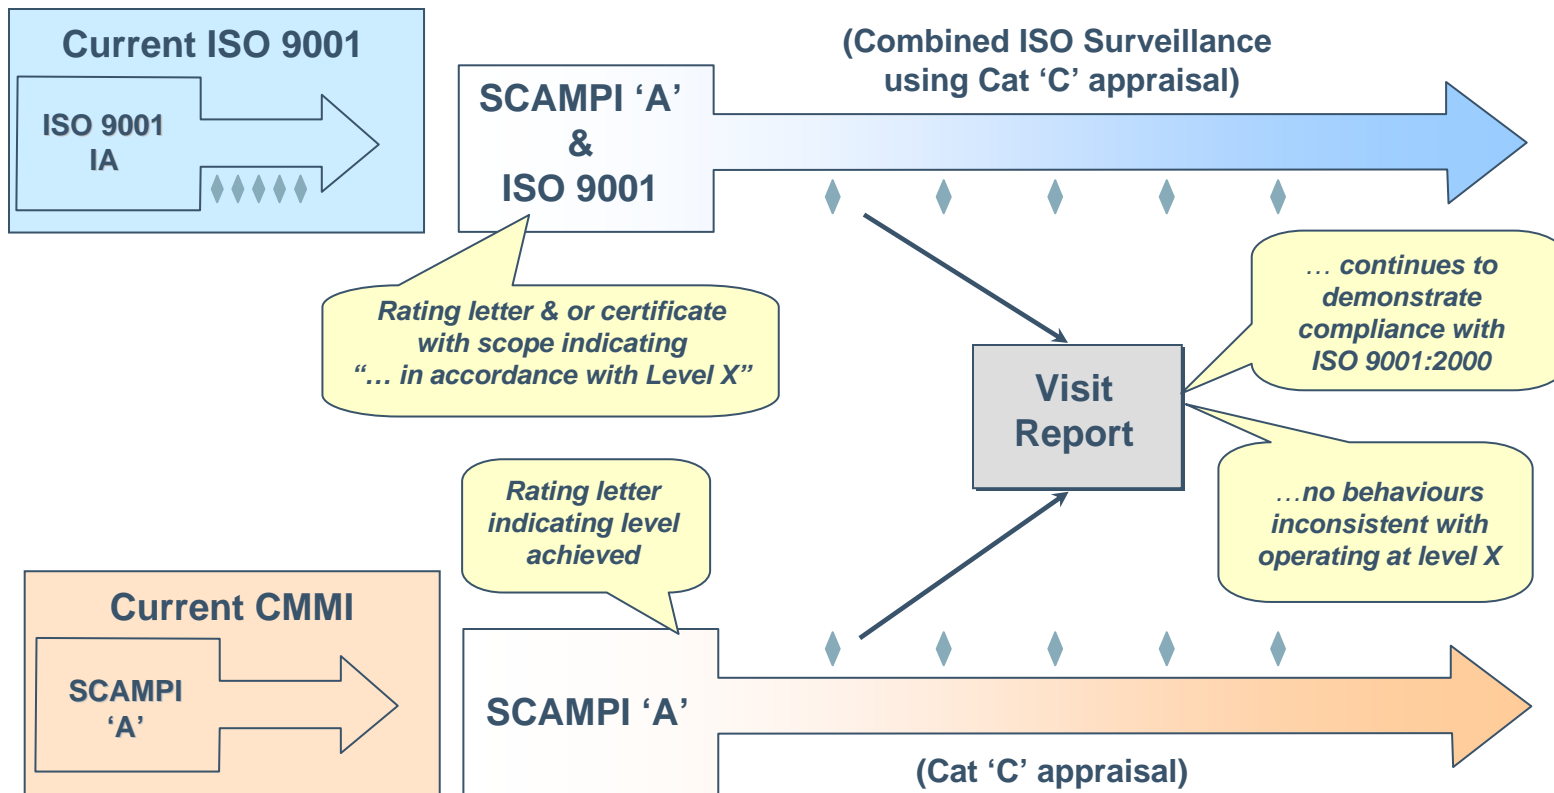 Current ISO 9001
ISO 9001
IA
SCAMPI ‘A’
&
ISO 9001
(Combined ISO Surveillance
using Cat ‘C’ appraisal)
Rating letter & or certificate
with scope indicating
“… in accordance with Level X”
… continues to
demonstrate
compliance with
ISO 9001:2000
Visit
Report
…no behaviours
inconsistent with
operating at level X
Rating letter
indicating level
achieved
Current CMMI
SCAMPI
‘A’
SCAMPI ‘A’
(Cat ‘C’ appraisal)